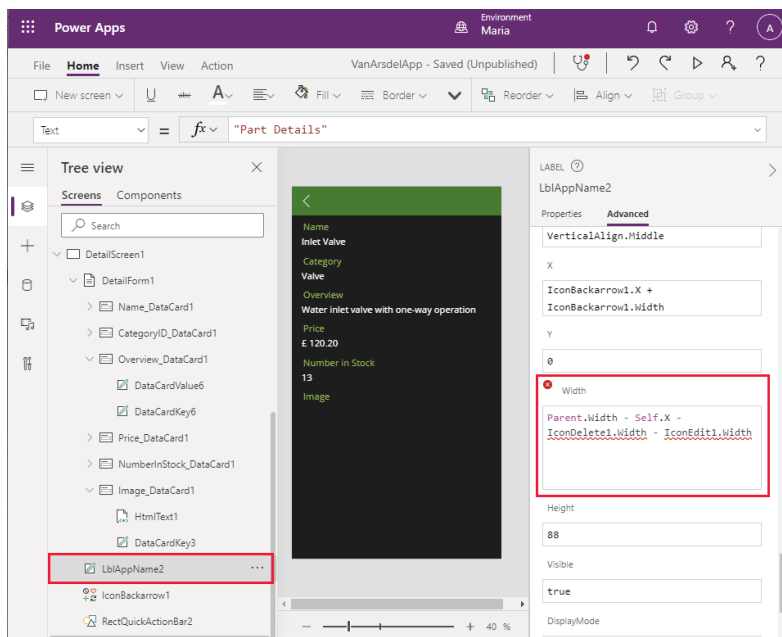 Power Apps
Environment
Maria
A
File Home Insert View Action
VanArsdelApp - Saved (Unpublished)
?
?
New screen
U
abc
A
Fill
Border
Reorder
Align
Group
Text
=
fx
"Part Details"
Tree view
Screens Components
Search
DetailScreen1
DetailForm1
Name_DataCard1
CategoryID_DataCard1
Overview_DataCard1
DataCardValue6
DataCardKey6
Price_DataCard1
NumberInStock_DataCard1
Image_DataCard1
HtmlText1
DataCardKey3
LblAppName2 ...
IconBackarrow1
RectQuickActionBar2
Name
Inlet Valve
Category
Valve
Overview
Water inlet valve with one-way operation
Price
£ 120.20
Number in Stock
13
Image
− + 40 %
LABEL ?
LblAppName2
Properties Advanced
VerticalAlign.Middle
X
IconBackarrow1.X +
IconBackarrow1.Width
Y
0
Width
Parent.Width - Self.X -
IconDelete1.Width - IconEdit1.Width
Height
88
Visible
true
DisplayMode